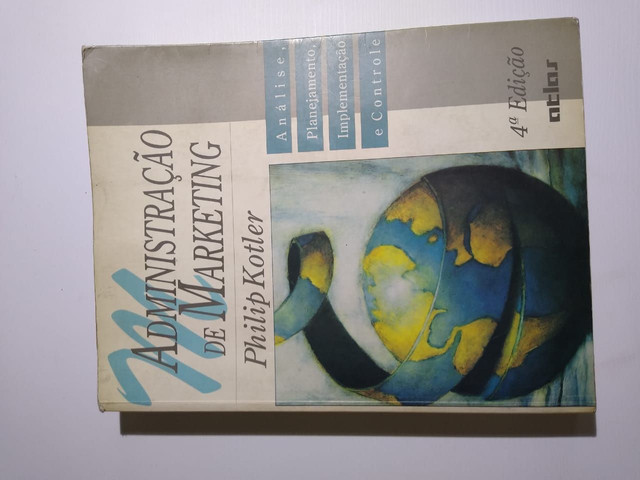 ADMINISTRAÇÃO
DE MARKETING
Philip Kotler
Análise,
Planejamento,
Implementação
e Controle
4ª Edição
atlas